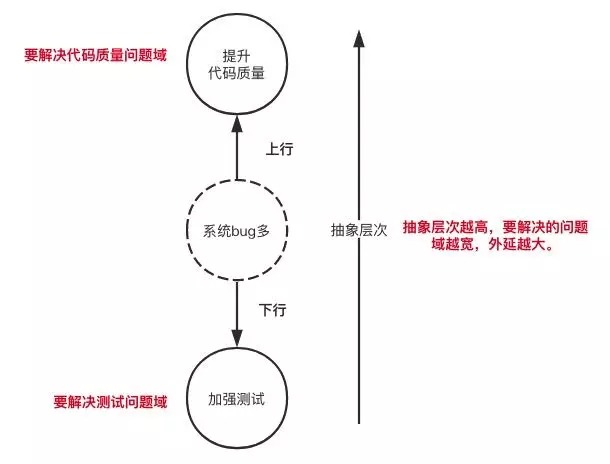 要解决代码质量问题域
提升
代码质量
上行
系统bug多
抽象层次
抽象层次越高，要解决的问题
域越宽，外延越大。
下行
要解决测试问题域
加强测试